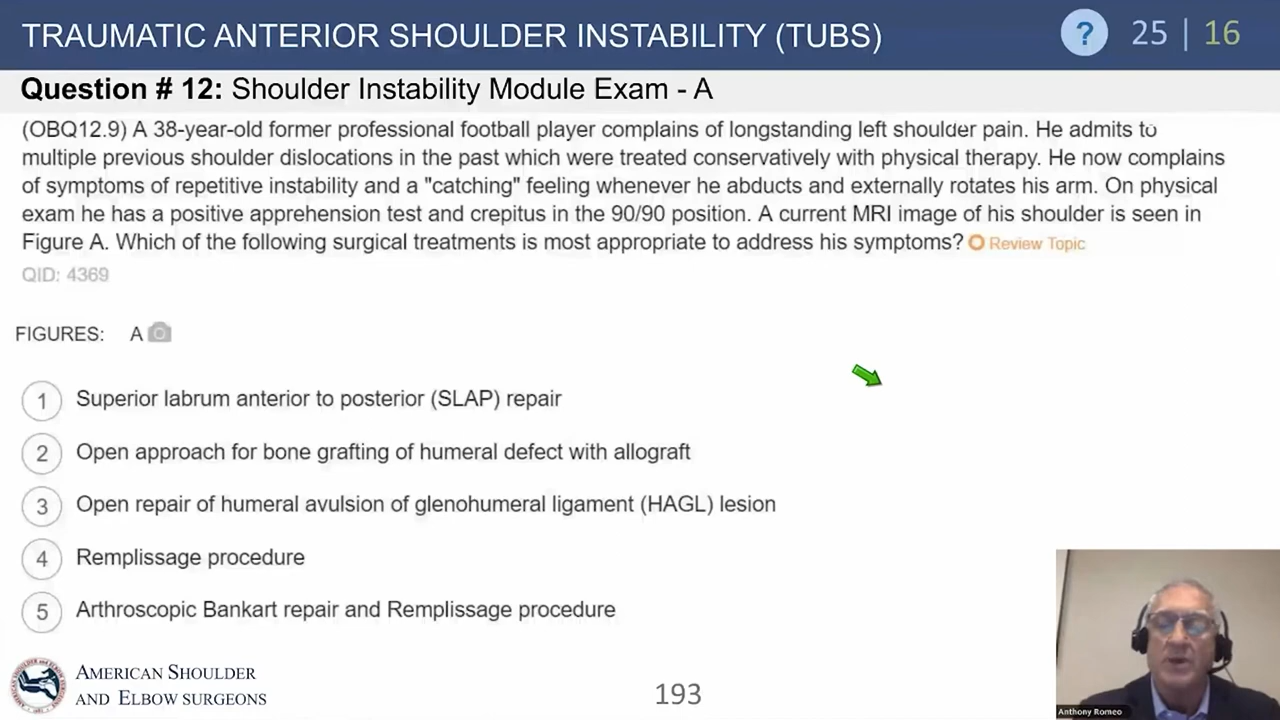 TRAUMATIC ANTERIOR SHOULDER INSTABILITY (TUBS)
? 25 | 16
Question # 12: Shoulder Instability Module Exam - A
(OBQ12.9) A 38-year-old former professional football player complains of longstanding left shoulder pain. He admits to
multiple previous shoulder dislocations in the past which were treated conservatively with physical therapy. He now complains
of symptoms of repetitive instability and a "catching" feeling whenever he abducts and externally rotates his arm. On physical
exam he has a positive apprehension test and crepitus in the 90/90 position. A current MRI image of his shoulder is seen in
Figure A. Which of the following surgical treatments is most appropriate to address his symptoms? Review Topic
QID: 4369
FIGURES: A
1 Superior labrum anterior to posterior (SLAP) repair
2 Open approach for bone grafting of humeral defect with allograft
3 Open repair of humeral avulsion of glenohumeral ligament (HAGL) lesion
4 Remplissage procedure
5 Arthroscopic Bankart repair and Remplissage procedure
AMERICAN SHOULDER
AND ELBOW SURGEONS
193
Anthony Romeo